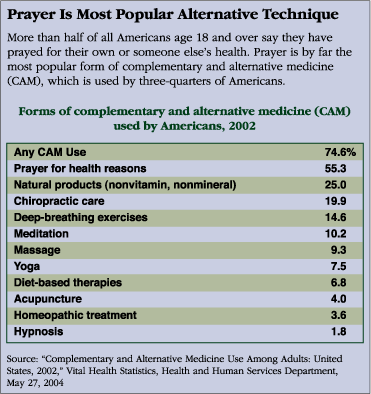 Prayer Is Most Popular Alternative Technique
More than half of all Americans age 18 and over say they have
prayed for their own or someone else's health. Prayer is by far the
most popular form of complementary and alternative medicine
(CAM), which is used by three-quarters of Americans.
Forms of complementary and alternative medicine (CAM)
used by Americans, 2002
Any CAM Use 74.6%
Prayer for health reasons 55.3
Natural products (nonvitamin, nonmineral) 25.0
Chiropractic care 19.9
Deep-breathing exercises 14.6
Meditation 10.2
Massage 9.3
Yoga 7.5
Diet-based therapies 6.8
Acupuncture 4.0
Homeopathic treatment 3.6
Hypnosis 1.8
Source: “Complementary and Alternative Medicine Use Among Adults: United
States, 2002,” Vital Health Statistics, Health and Human Services Department,
May 27, 2004